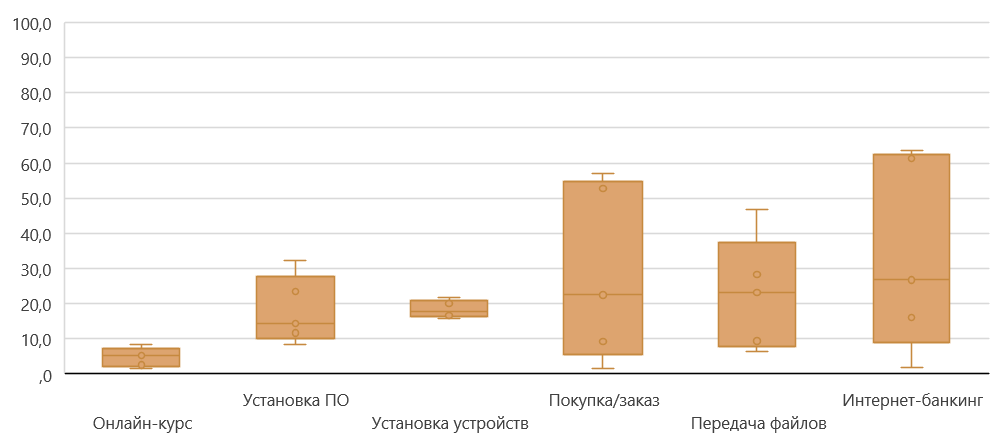 100,0
90,0
80,0
70,0
60,0
50,0
40,0
30,0
20,0
10,0
,0
Установка ПО
Покупка/заказ
Интернет-банкинг
Онлайн-курс
Установка устройств
Передача файлов